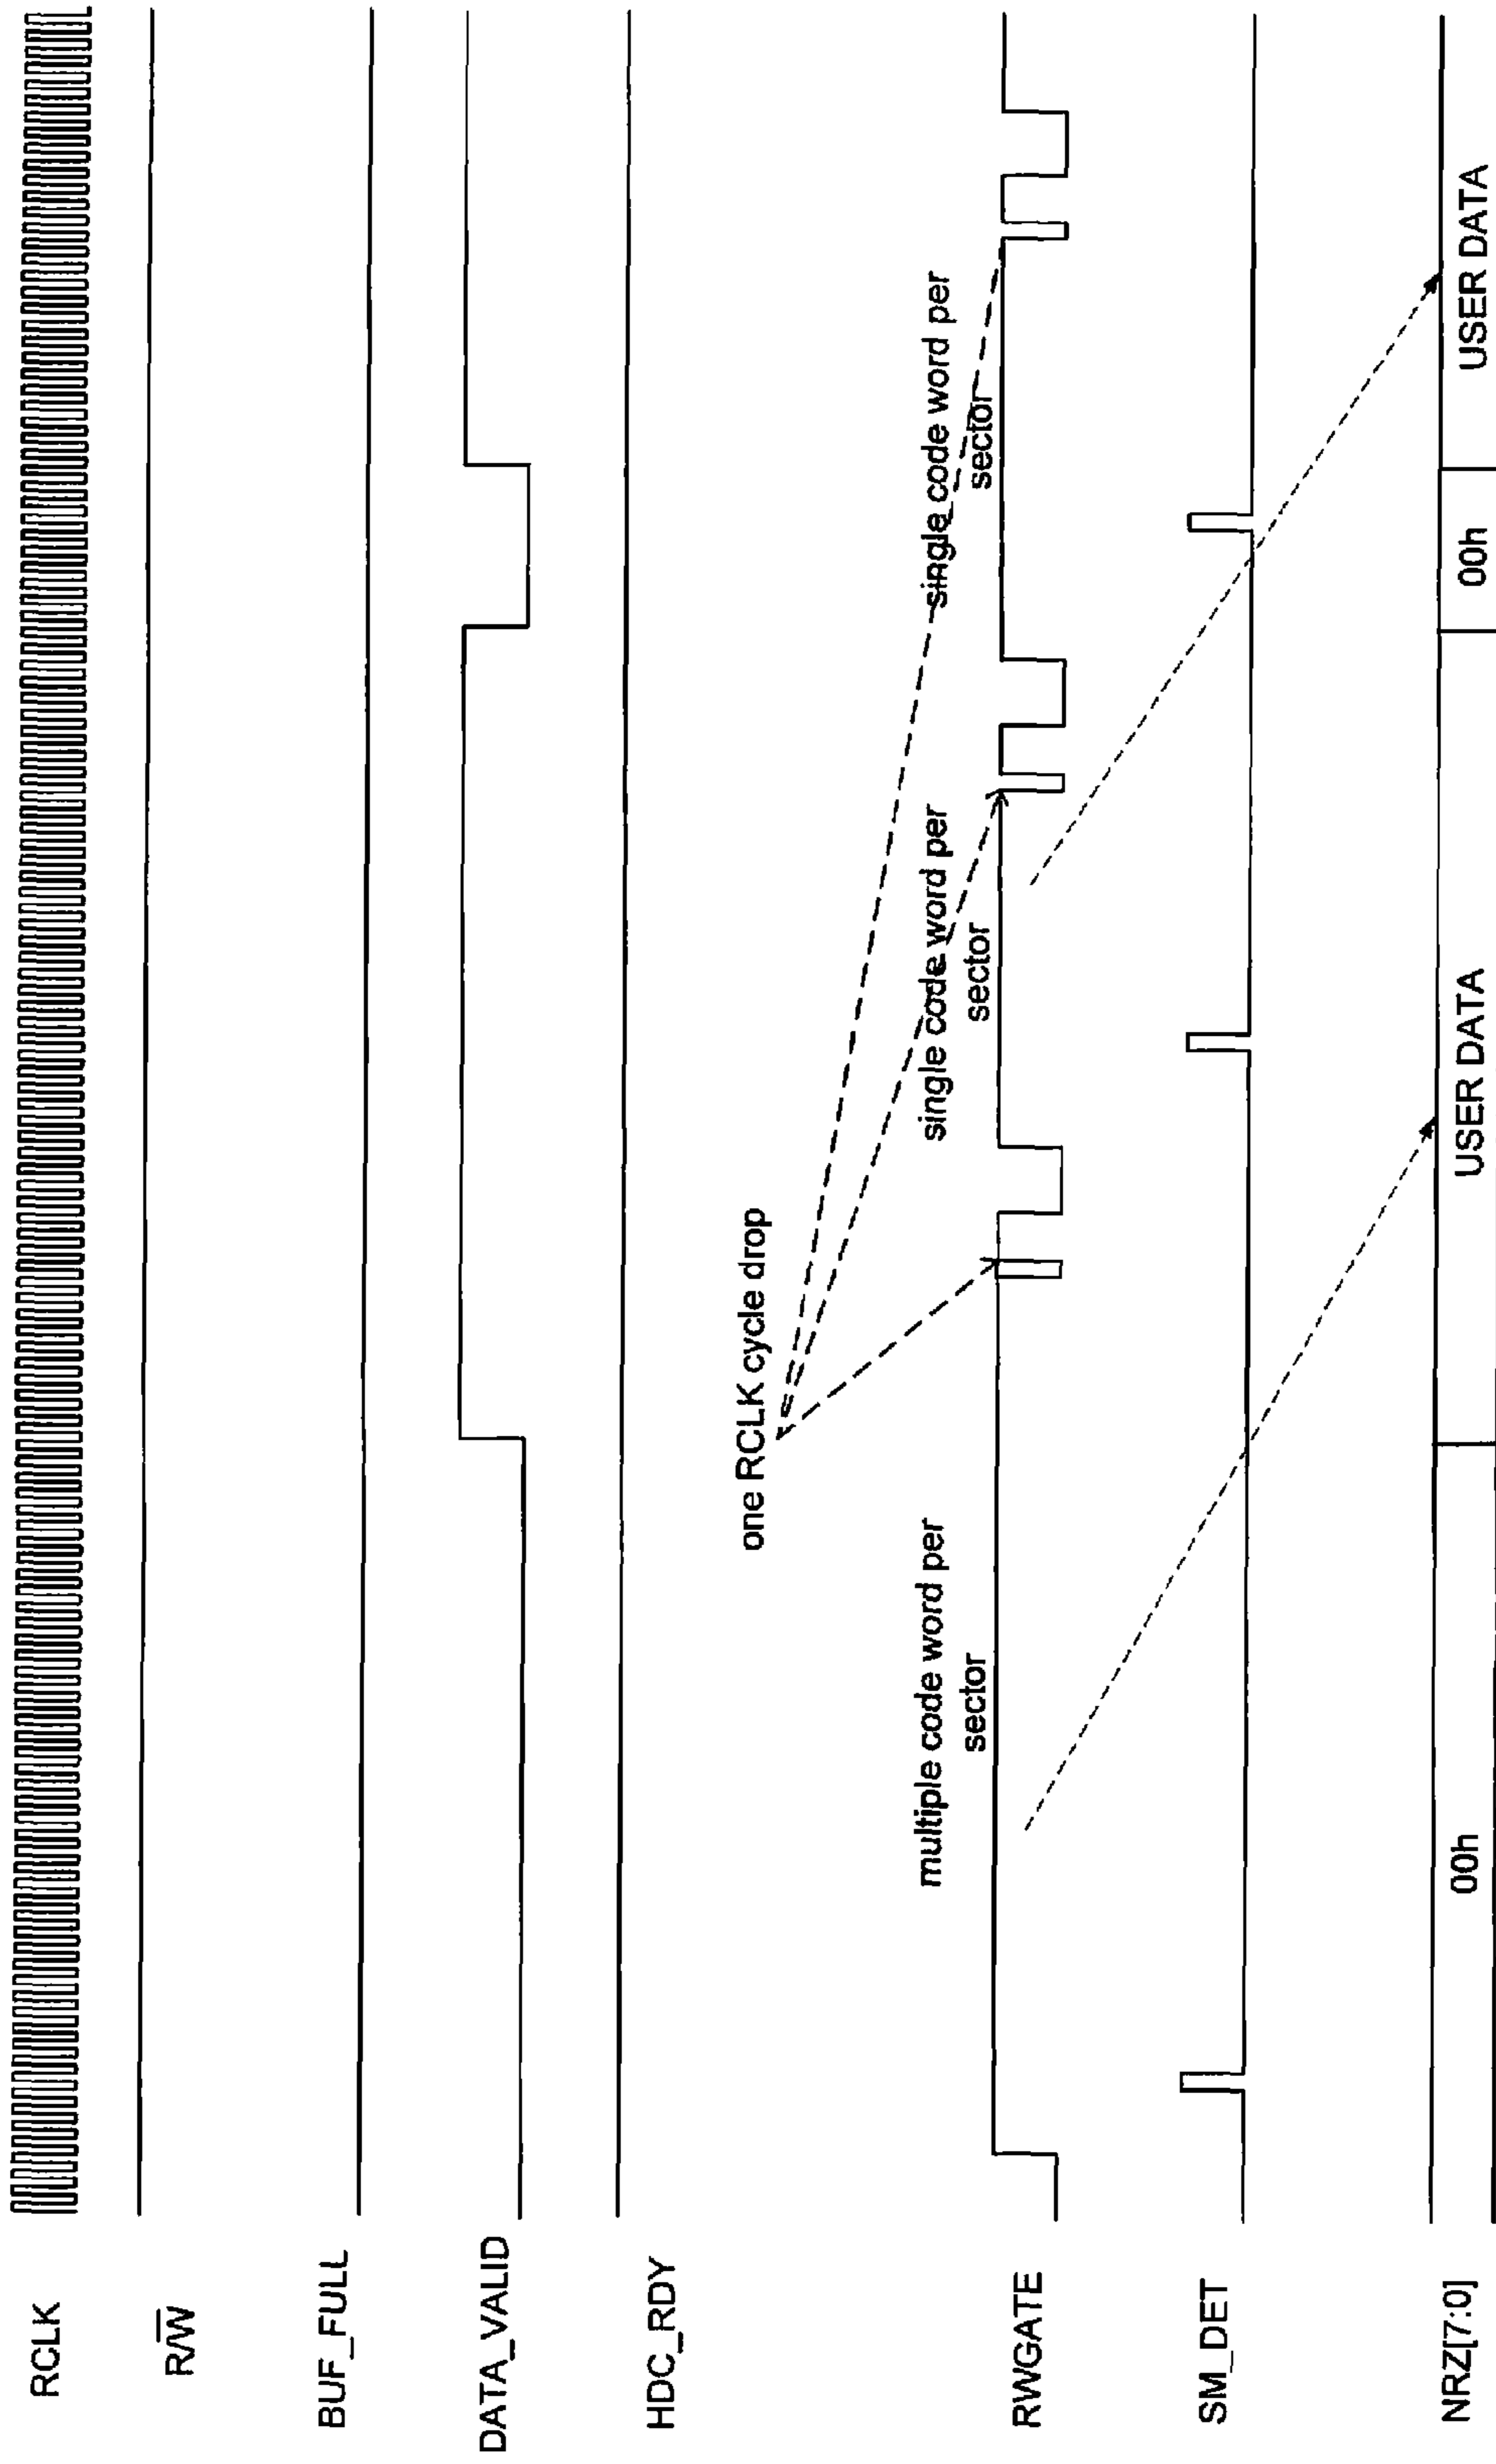 RCLK
R/W̅
BUF_FULL
DATA_VALID
HDC_RDY
one RCLK cycle drop
multiple code word per
sector
single code word per
sector
single code word per
sector
RWGATE
SM_DET
NRZ[7:0]
00h
USER DATA
00h
USER DATA